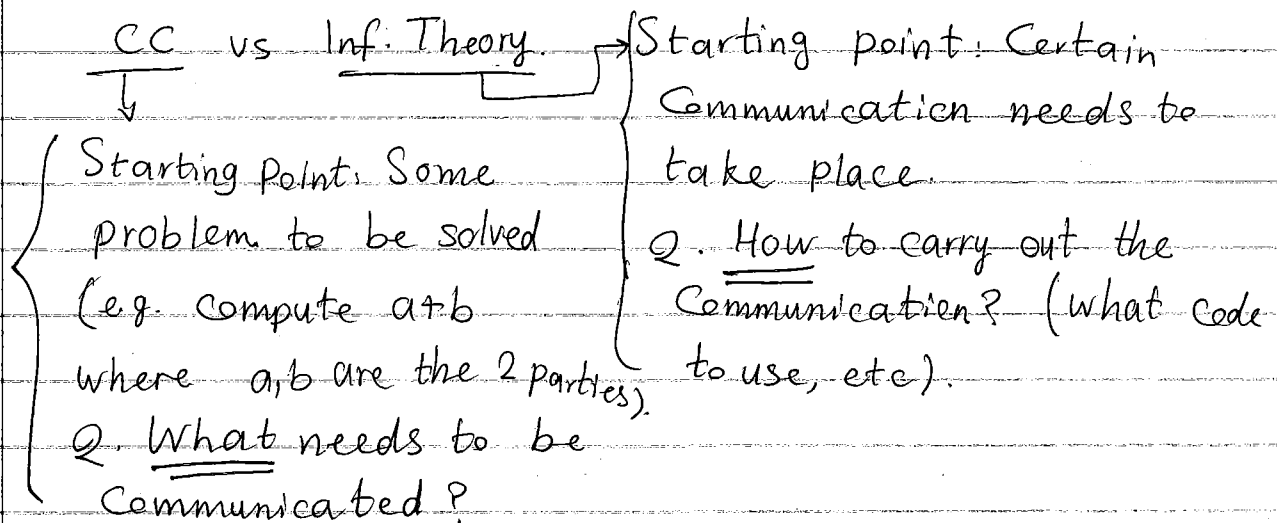 CC vs Inf. Theory.
Starting Point: Some
problem to be solved
(e.g. compute a+b
where a,b are the 2 parties).
Q. What needs to be
Communicated?
Starting point: Certain
Communication needs to
take place.
Q. How to carry out the
Communication? (What code
to use, etc).